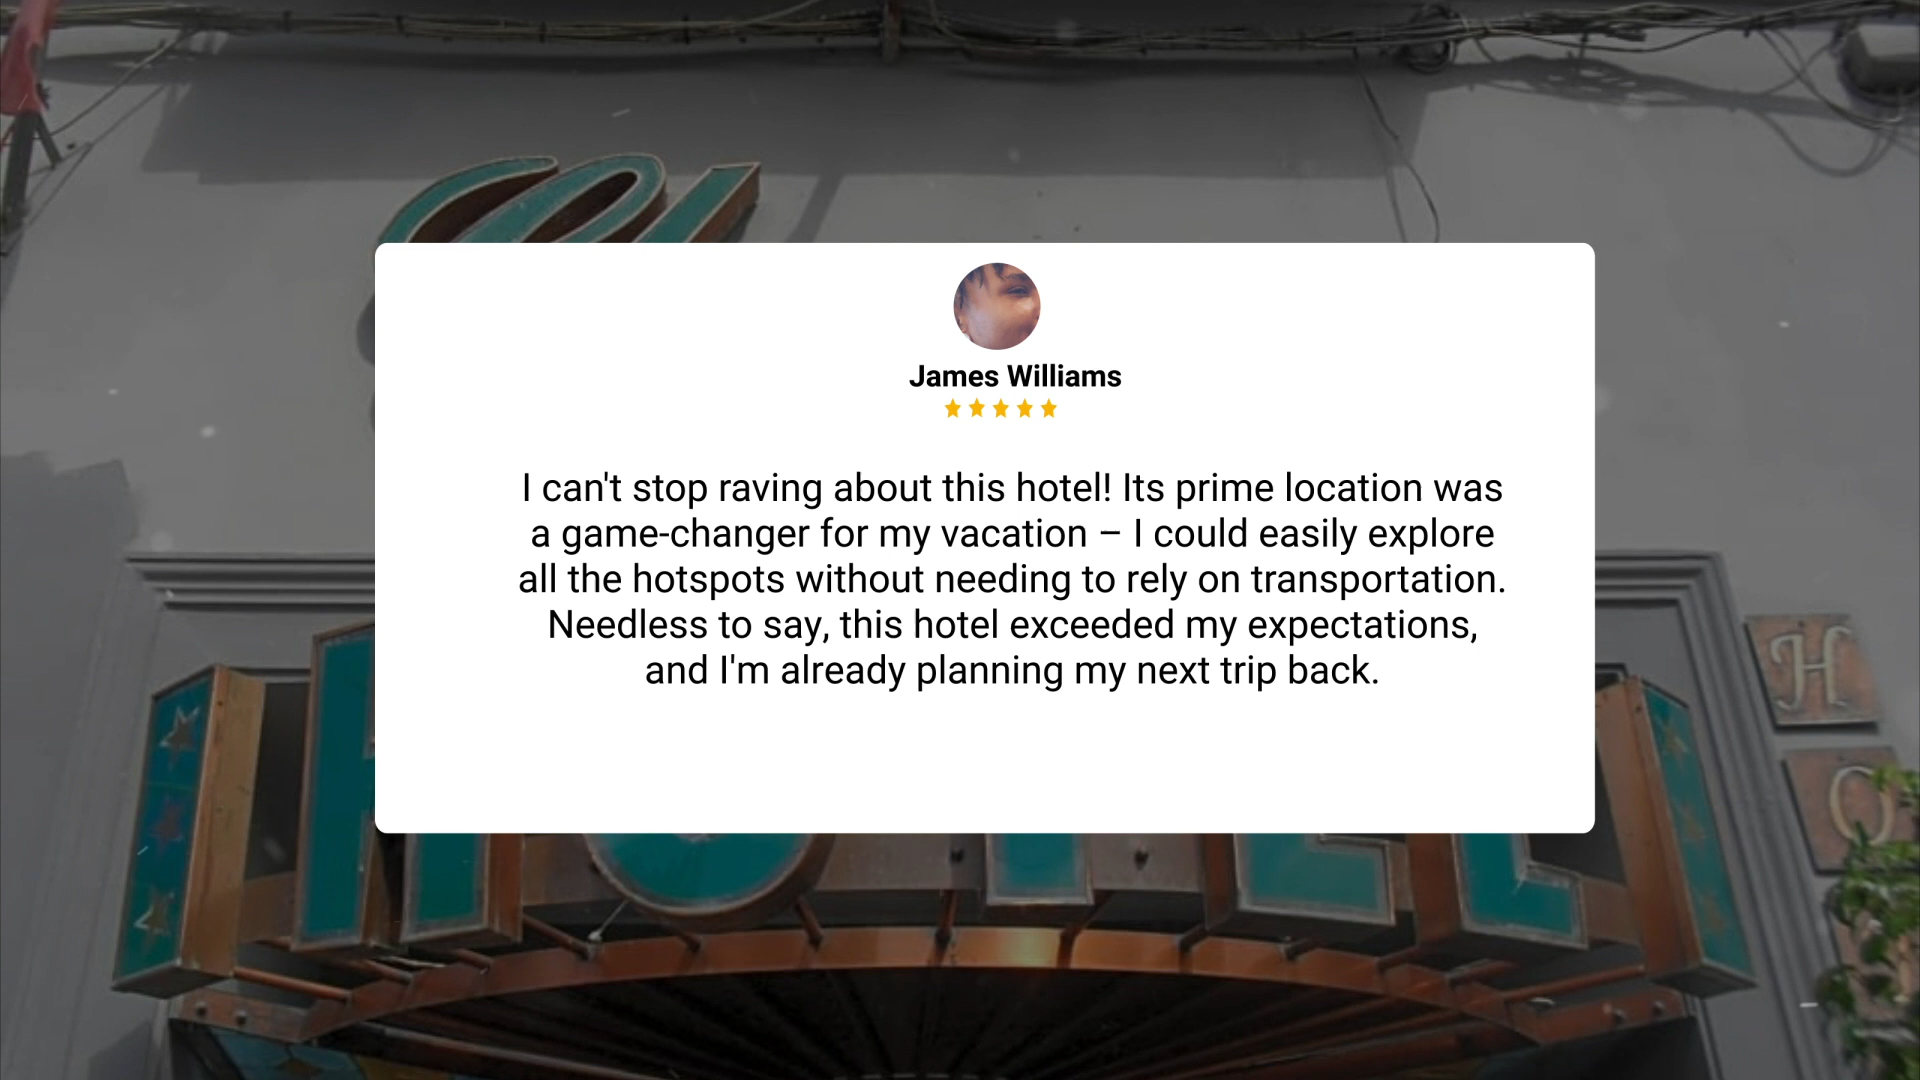 James Williams
I can't stop raving about this hotel! Its prime location was
a game-changer for my vacation – I could easily explore
all the hotspots without needing to rely on transportation.
Needless to say, this hotel exceeded my expectations,
and I'm already planning my next trip back.
H
O